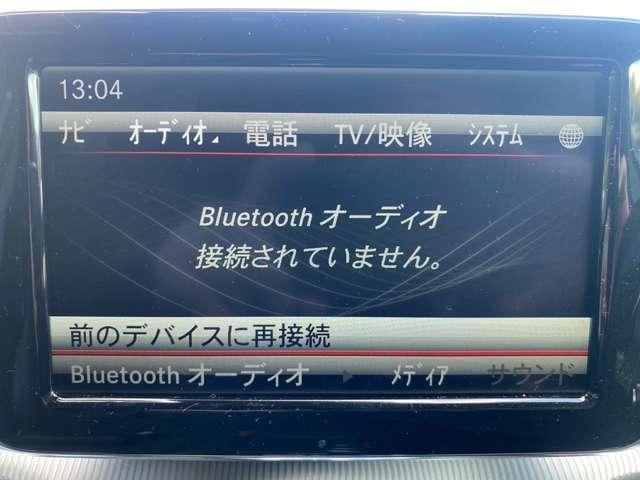 13:04
ﾅﾋﾞ ｵｰﾃﾞｨｵ 電話 TV/映像 ｼｽﾃﾑ
Bluetooth オーディオ
接続されていません。
前のデバイスに再接続
Bluetooth オーディオ ﾒﾃﾞｨｱ サウンド